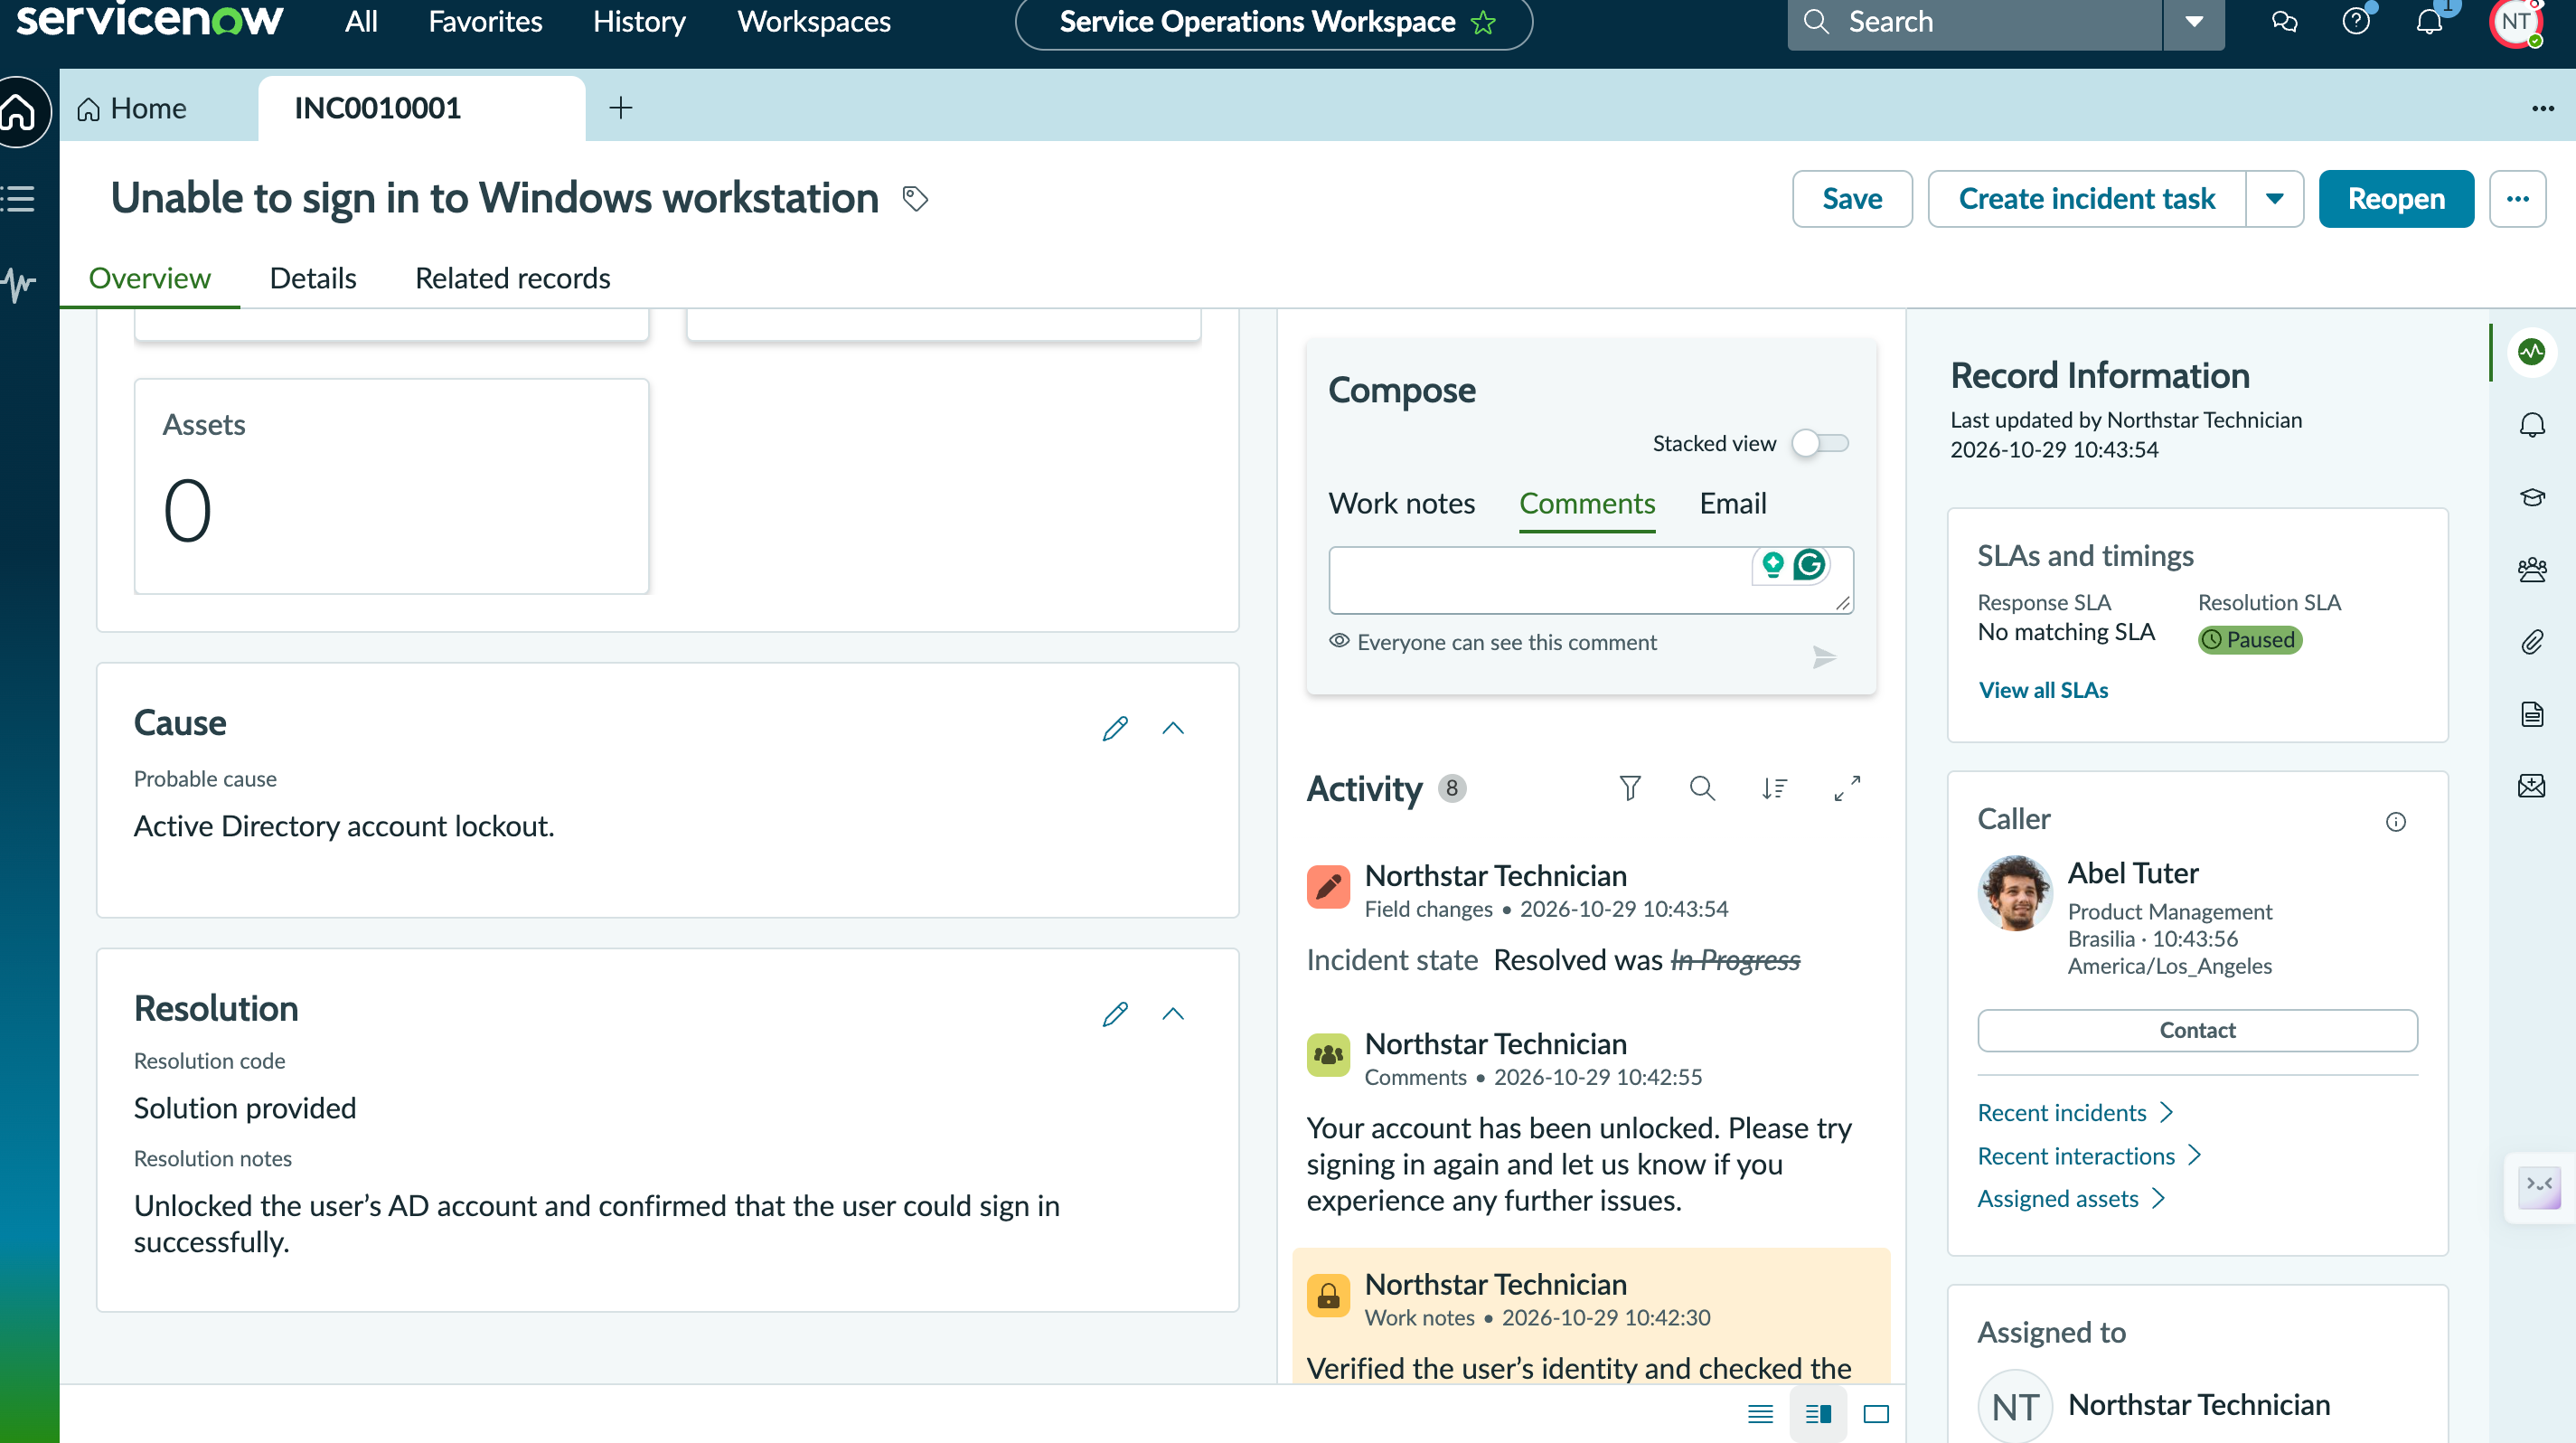 servicenow
All
Favorites
History
Workspaces
Service Operations Workspace
Search
1
NT
Home
INC0010001
Unable to sign in to Windows workstation
Save
Create incident task
Reopen
Overview
Details
Related records
Assets
0
Cause
Probable cause
Active Directory account lockout.
Resolution
Resolution code
Solution provided
Resolution notes
Unlocked the user’s AD account and confirmed that the user could sign in
successfully.
Compose
Stacked view
Work notes
Comments
Email
Everyone can see this comment
Activity 8
Northstar Technician
Field changes • 2026-10-29 10:43:54
Incident state Resolved was In Progress
Northstar Technician
Comments • 2026-10-29 10:42:55
Your account has been unlocked. Please try
signing in again and let us know if you
experience any further issues.
Northstar Technician
Work notes • 2026-10-29 10:42:30
Verified the user’s identity and checked the
Record Information
Last updated by Northstar Technician
2026-10-29 10:43:54
SLAs and timings
Response SLA
No matching SLA
Resolution SLA
Paused
View all SLAs
Caller
Abel Tuter
Product Management
Brasilia · 10:43:56
America/Los_Angeles
Contact
Recent incidents
Recent interactions
Assigned assets
Assigned to
NT
Northstar Technician